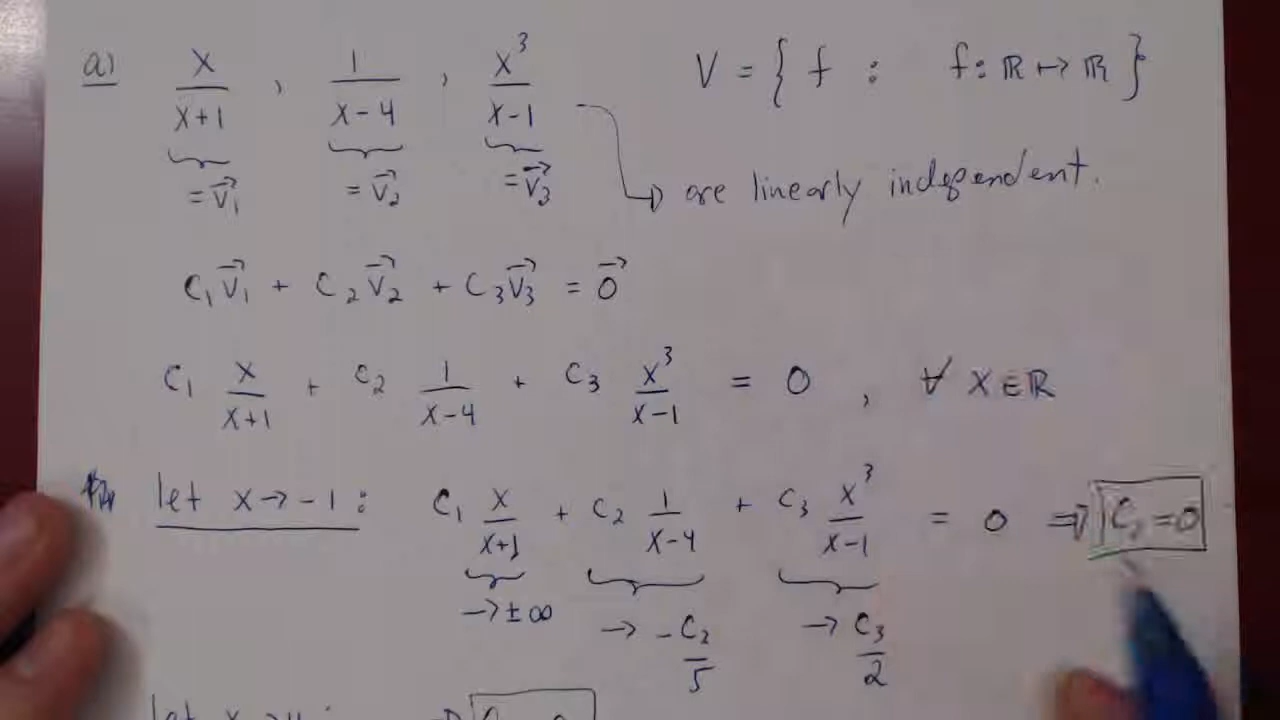 a) x/(x+1) , 1/(x-4) , x³/(x-1)   V = { f : f: ℝ ↦ ℝ }
= v⃗₁   = v⃗₂   = v⃗₃   → are linearly independent.
C₁v⃗₁ + C₂v⃗₂ + C₃v⃗₃ = 0⃗
C₁ x/(x+1) + C₂ 1/(x-4) + C₃ x³/(x-1) = 0 , ∀ x ∈ ℝ
let x → -1 : C₁ x/(x+1) + C₂ 1/(x-4) + C₃ x³/(x-1) = 0 ⇒ C₁ = 0
→ ± ∞   → -C₂/5   → C₃/2
let x →